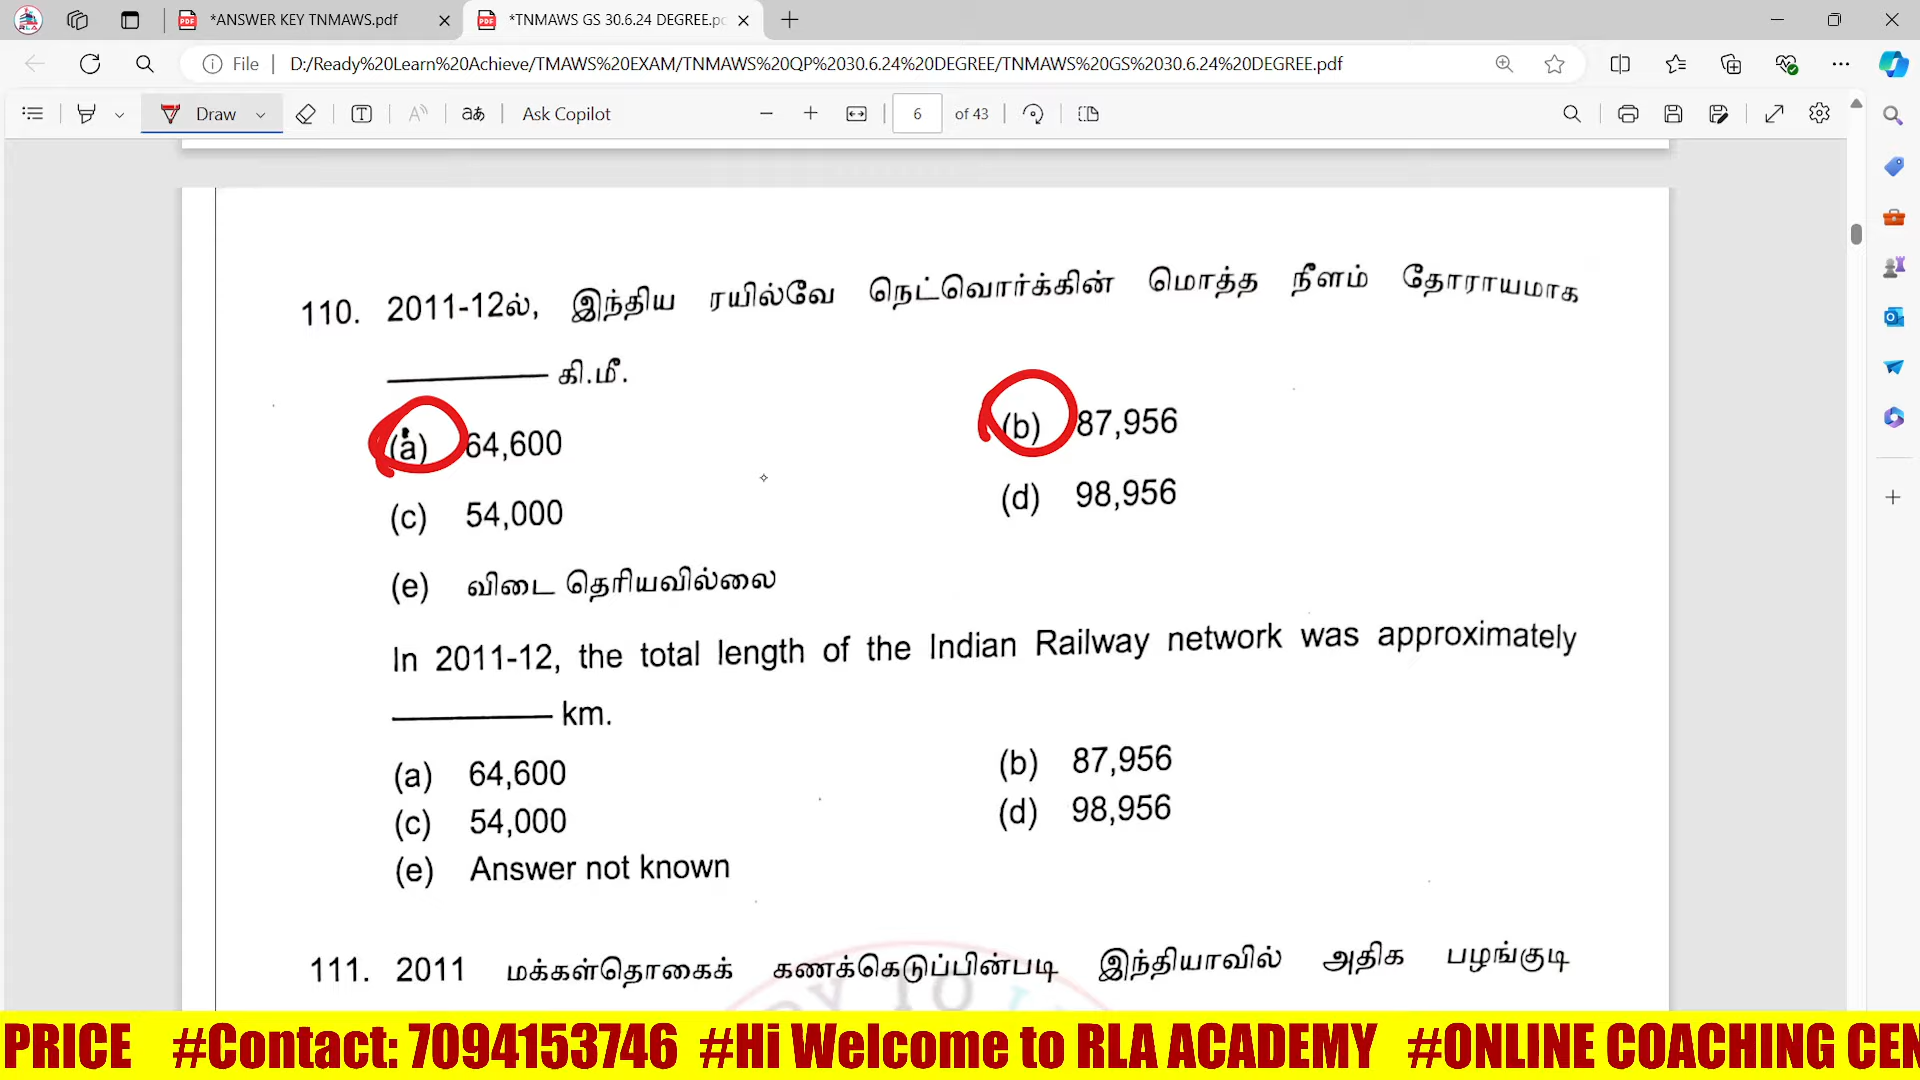 *ANSWER KEY TNMAWS.pdf
*TNMAWS GS 30.6.24 DEGREE.pd
File
D:/Ready%20Learn%20Achieve/TMAWS%20EXAM/TNMAWS%20QP%2030.6.24%20DEGREE/TNMAWS%20GS%2030.6.24%20DEGREE.pdf
Draw
Ask Copilot
6 of 43
110. 2011-12ல், இந்திய ரயில்வே நெட்வொர்க்கின் மொத்த நீளம் தோராயமாக
கி.மீ.
(a) 64,600 (b) 87,956
(c) 54,000 (d) 98,956
(e) விடை தெரியவில்லை
In 2011-12, the total length of the Indian Railway network was approximately
km.
(a) 64,600 (b) 87,956
(c) 54,000 (d) 98,956
(e) Answer not known
111. 2011 மக்கள்தொகைக் கணக்கெடுப்பின்படி இந்தியாவில் அதிக பழங்குடி
PRICE #Contact: 7094153746 #Hi Welcome to RLA ACADEMY #ONLINE COACHING CEN